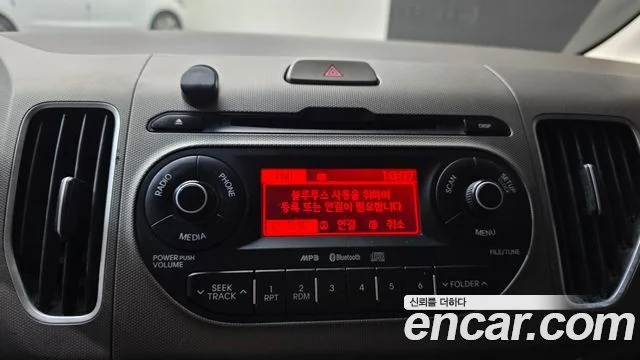 DISP
RADIO
PHONE
MEDIA
POWER PUSH
VOLUME
10:07
블루투스 사용을 위하여
등록 또는 연결이 필요합니다
연결 취소
SCAN
SETUP
MENU
FILE/TUNE
MP3 Bluetooth
SEEK
TRACK
1
RPT
2
RDM
3
4
5
6
FOLDER
신뢰를 더하다
encar.com